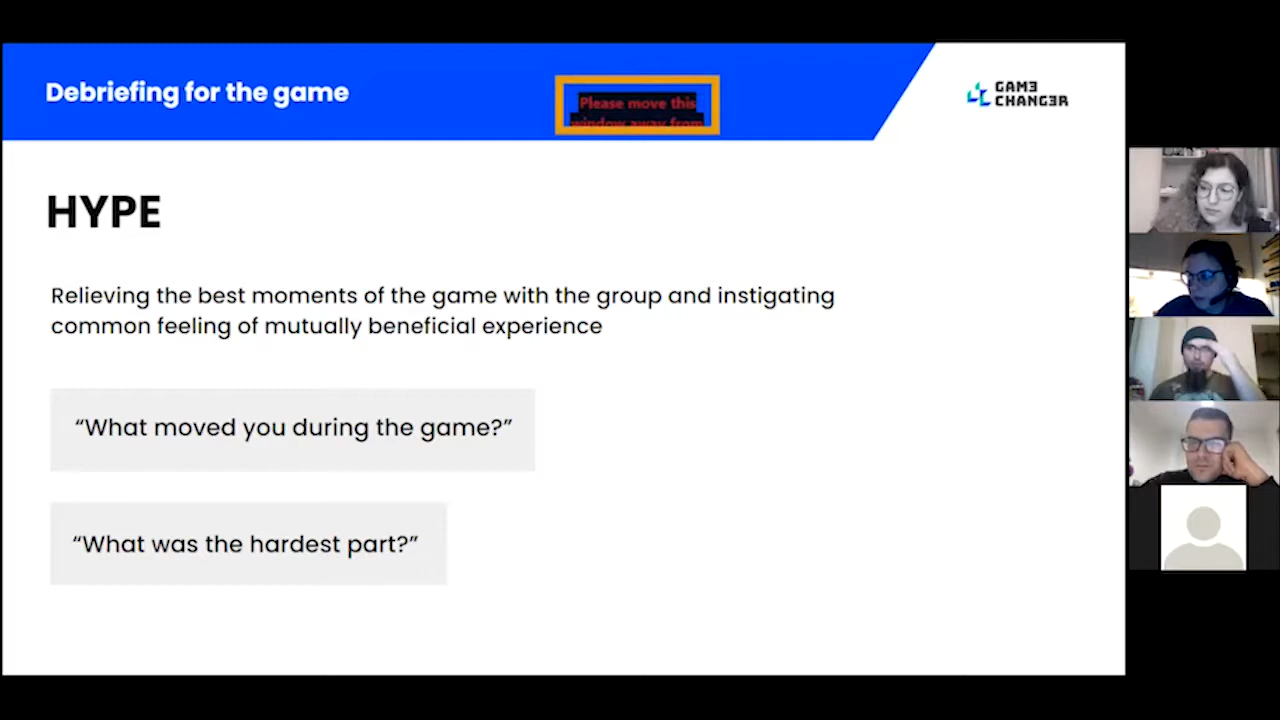 Debriefing for the game
Please move this
window away from
GAM3
CHANG3R
HYPE
Relieving the best moments of the game with the group and instigating
common feeling of mutually beneficial experience
“What moved you during the game?”
“What was the hardest part?”